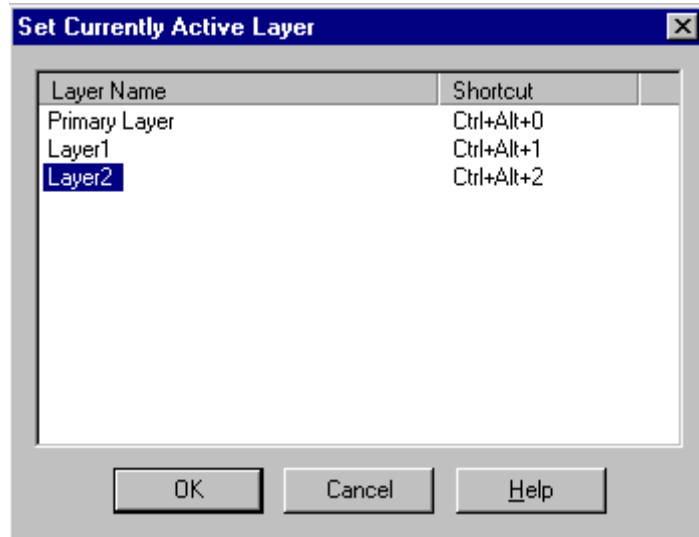 Set Currently Active Layer
Layer Name Shortcut
Primary Layer Ctrl+Alt+0
Layer1 Ctrl+Alt+1
Layer2 Ctrl+Alt+2
OK Cancel Help